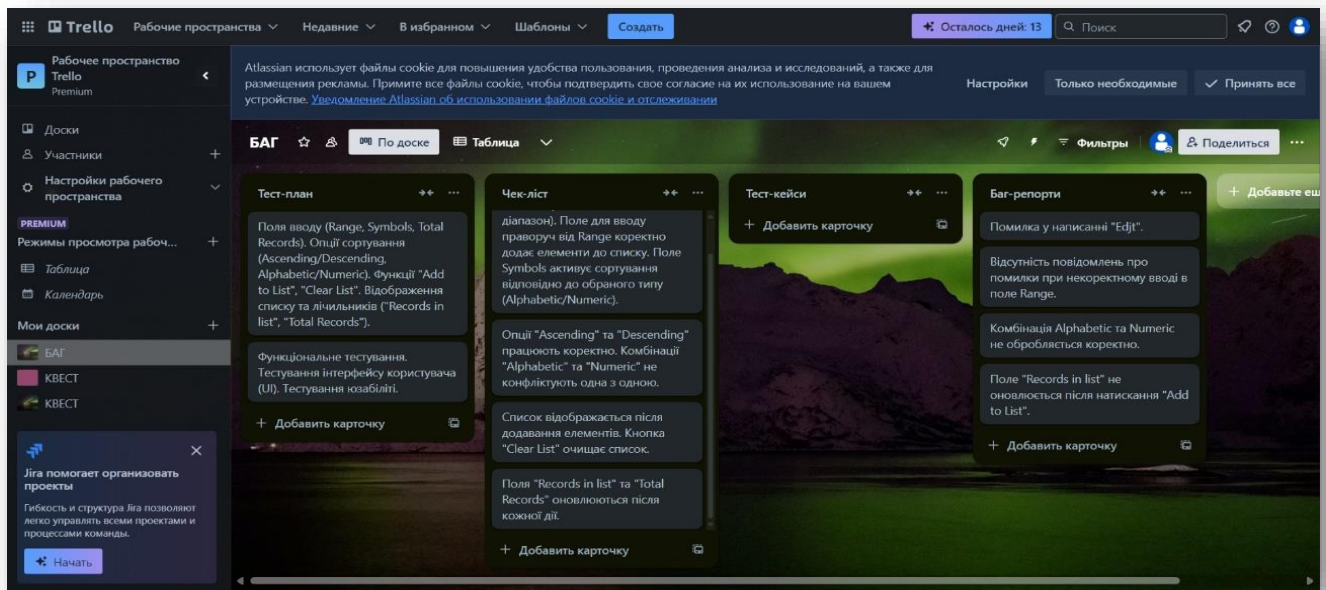 Trello Рабочие пространства Недавние В избранном Шаблоны Создать Осталось дней: 13 Поиск
P Рабочее пространство
Trello
Premium
Доски
Участники
Настройки рабочего
пространства
PREMIUM
Режимы просмотра рабоч...
Таблица
Календарь
Мои доски
БАГ
КВЕСТ
КВЕСТ
Jira помогает организовать
проекты
Гибкость и структура Jira позволяют
легко управлять всеми проектами и
процессами команды.
Начать
Atlassian использует файлы cookie для повышения удобства пользования, проведения анализа и исследований, а также для
размещения рекламы. Примите все файлы cookie, чтобы подтвердить свое согласие на их использование на вашем
устройстве. Уведомление Atlassian об использовании файлов cookie и отслеживании
Настройки Только необходимые Принять все
БАГ По доске Таблица Фильтры Поделиться
Тест-план
Поля вводу (Range, Symbols, Total
Records). Опції сортування
(Ascending/Descending,
Alphabetic/Numeric). Функції "Add
to List", "Clear List". Відображення
списку та лічильників ("Records in
list", "Total Records").
Функціональне тестування.
Тестування інтерфейсу користувача
(UI). Тестування юзабіліті.
Добавить карточку
Чек-ліст
діапазон). Поле для вводу
праворуч від Range коректно
додає елементи до списку. Поле
Symbols активує сортування
відповідно до обраного типу
(Alphabetic/Numeric).
Опції "Ascending" та "Descending"
працюють коректно. Комбінації
"Alphabetic" та "Numeric" не
конфліктують одна з одною.
Список відображається після
додавання елементів. Кнопка
"Clear List" очищає список.
Поля "Records in list" та "Total
Records" оновлюються після
кожної дії.
Добавить карточку
Тест-кейси
Добавить карточку
Баг-репорти
Помилка у написанні "Edjt".
Відсутність повідомлень про
помилки при некоректному вводі в
поле Range.
Комбінація Alphabetic та Numeric
не обробляється коректно.
Поле "Records in list" не
оновлюється після натискання "Add
to List".
Добавить карточку
Добавьте ещ